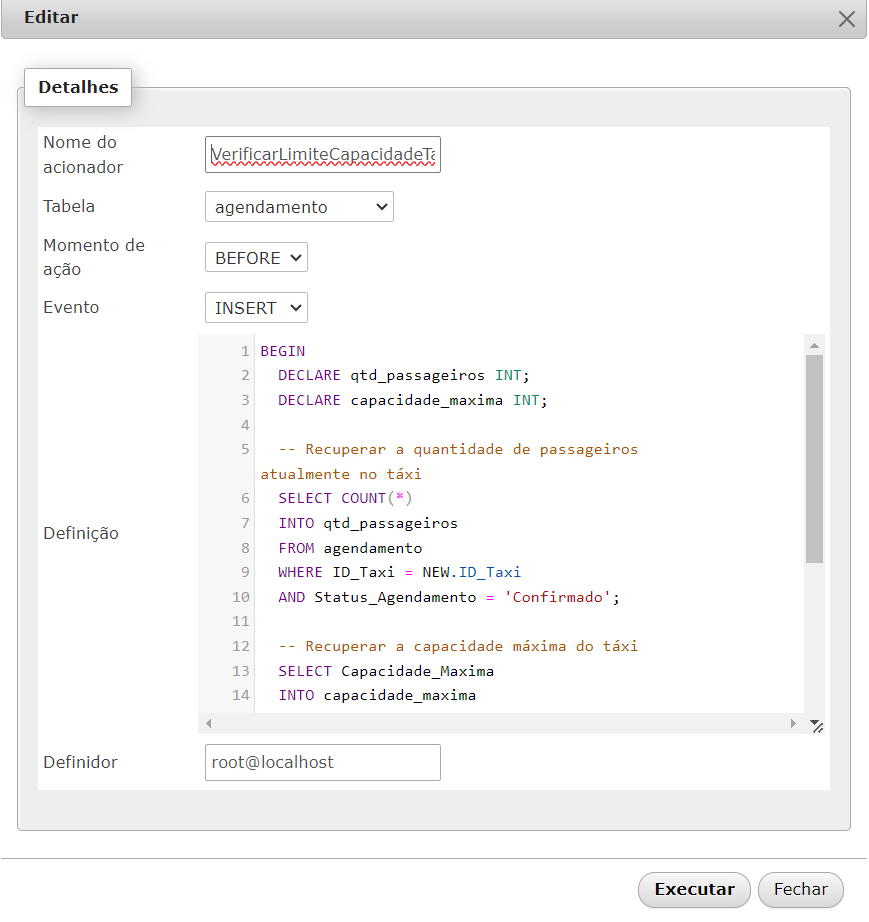 Editar
Detalhes
Nome do
acionador
VerificarLimiteCapacidadeTa
Tabela
agendamento
Momento de
ação
BEFORE
Evento
INSERT
Definição
1 BEGIN
2 DECLARE qtd_passageiros INT;
3 DECLARE capacidade_maxima INT;
4
5 -- Recuperar a quantidade de passageiros
atualmente no táxi
6 SELECT COUNT(*)
7 INTO qtd_passageiros
8 FROM agendamento
9 WHERE ID_Taxi = NEW.ID_Taxi
10 AND Status_Agendamento = 'Confirmado';
11
12 -- Recuperar a capacidade máxima do táxi
13 SELECT Capacidade_Maxima
14 INTO capacidade_maxima
Definidor
root@localhost
Executar
Fechar